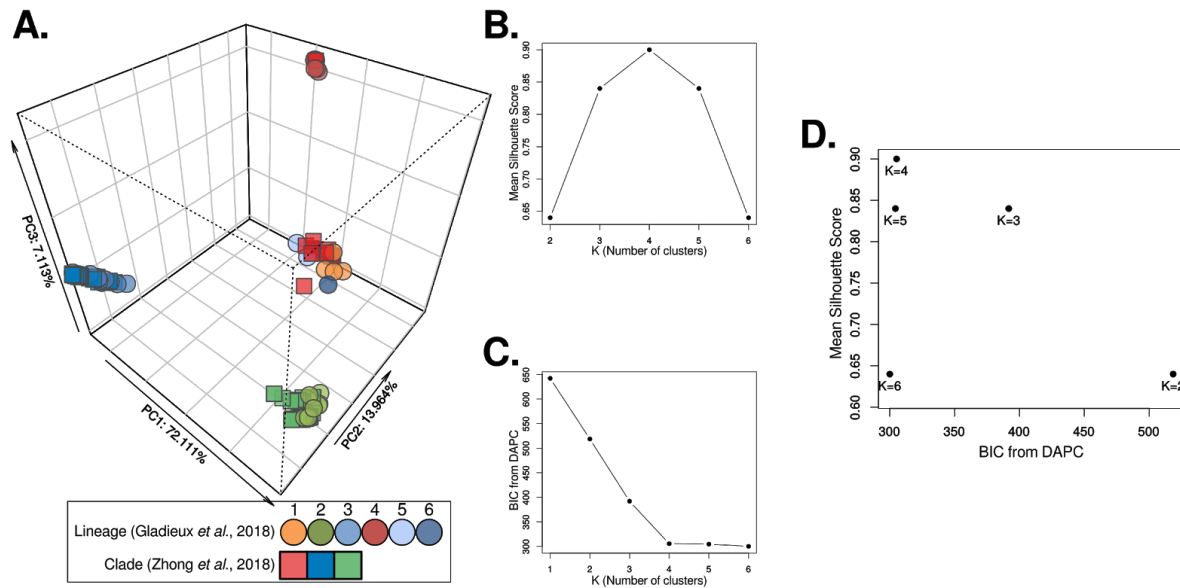 A.
PC3: 7.113%
PC1: 72.111%
PC2: 13.964%
1 2 3 4 5 6
Lineage (Gladieux et al., 2018)
Clade (Zhong et al., 2018)
B.
Mean Silhouette Score
0.90
0.85
0.80
0.75
0.70
0.65
2 3 4 5 6
K (Number of clusters)
C.
BIC from DAPC
650
600
550
500
450
400
350
300
1 2 3 4 5 6
K (Number of clusters)
D.
Mean Silhouette Score
0.90
0.85
0.80
0.75
0.70
0.65
0.60
K=4
K=5
K=3
K=6
K=2
300 350 400 450 500
BIC from DAPC